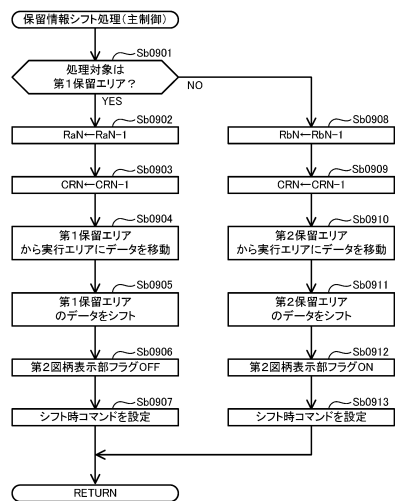 保留情報シフト処理(主制御)
Sb0901
処理対象は
第1保留エリア?
YES
NO
Sb0902
RaN←RaN-1
Sb0903
CRN←CRN-1
Sb0904
第1保留エリア
から実行エリアにデータを移動
Sb0905
第1保留エリア
のデータをシフト
Sb0906
第2図柄表示部フラグOFF
Sb0907
シフト時コマンドを設定
Sb0908
RbN←RbN-1
Sb0909
CRN←CRN-1
Sb0910
第2保留エリア
から実行エリアにデータを移動
Sb0911
第2保留エリア
のデータをシフト
Sb0912
第2図柄表示部フラグON
Sb0913
シフト時コマンドを設定
RETURN